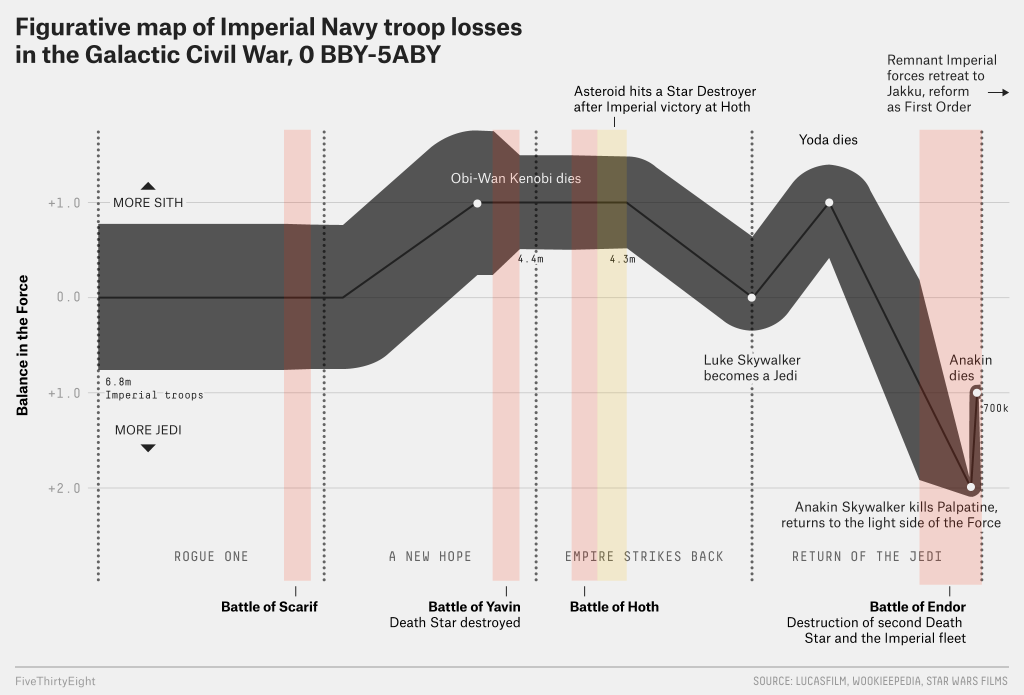 Figurative map of Imperial Navy troop losses
in the Galactic Civil War, 0 BBY-5ABY
Remnant Imperial
forces retreat to
Jakku, reform
as First Order
Asteroid hits a Star Destroyer
after Imperial victory at Hoth
Yoda dies
Obi-Wan Kenobi dies
+1.0
MORE SITH
4.4m
4.3m
0.0
Balance in the Force
Luke Skywalker
becomes a Jedi
Anakin
dies
6.8m
Imperial troops
+1.0
700k
MORE JEDI
+2.0
Anakin Skywalker kills Palpatine,
returns to the light side of the Force
ROGUE ONE
A NEW HOPE
EMPIRE STRIKES BACK
RETURN OF THE JEDI
Battle of Scarif
Battle of Yavin
Death Star destroyed
Battle of Hoth
Battle of Endor
Destruction of second Death
Star and the Imperial fleet
FiveThirtyEight
SOURCE: LUCASFILM, WOOKIEEPEDIA, STAR WARS FILMS